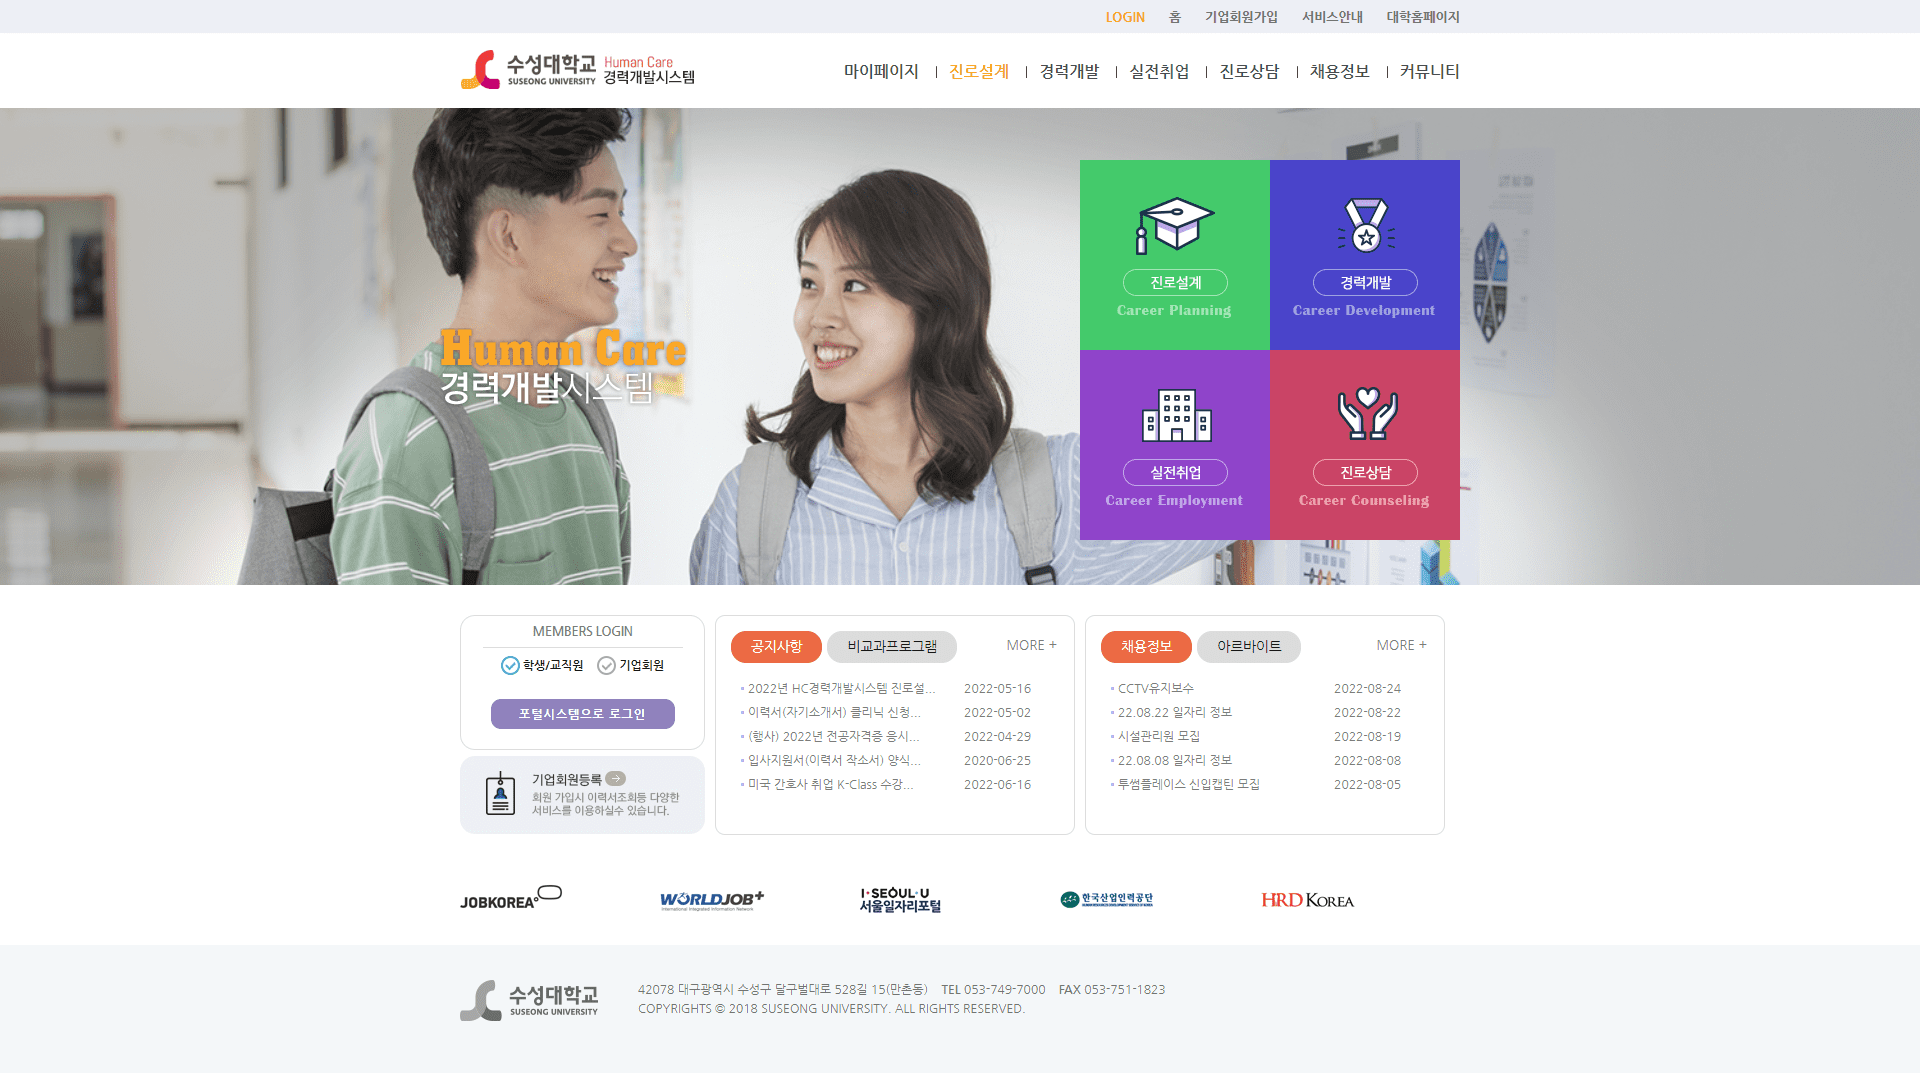 LOGIN 홈 기업회원가입 서비스안내 대학홈페이지
수성대학교 SUSEONG UNIVERSITY Human Care 경력개발시스템
마이페이지 | 진로설계 | 경력개발 | 실전취업 | 진로상담 | 채용정보 | 커뮤니티
Human Care
경력개발시스템
진로설계
Career Planning
경력개발
Career Development
실전취업
Career Employment
진로상담
Career Counseling
MEMBERS LOGIN
학생/교직원 기업회원
포털시스템으로 로그인
기업회원등록
회원 가입시 이력서조회등 다양한
서비스를 이용하실수 있습니다.
공지사항 비교과프로그램 MORE +
2022년 HC경력개발시스템 진로설... 2022-05-16
이력서(자기소개서) 클리닉 신청... 2022-05-02
(행사) 2022년 전공자격증 응시... 2022-04-29
입사지원서(이력서 작소서) 양식... 2020-06-25
미국 간호사 취업 K-Class 수강... 2022-06-16
채용정보 아르바이트 MORE +
CCTV유지보수 2022-08-24
22.08.22 일자리 정보 2022-08-22
시설관리원 모집 2022-08-19
22.08.08 일자리 정보 2022-08-08
투썸플레이스 신입캡틴 모집 2022-08-05
JOBKOREA
WORLDJOB+
International Integrated Information Network
I·SEOUL·U
서울일자리포털
한국산업인력공단
HUMAN RESOURCES DEVELOPMENT SERVICE OF KOREA
HRD KOREA
수성대학교
SUSEONG UNIVERSITY
42078 대구광역시 수성구 달구벌대로 528길 15(만촌동) TEL 053-749-7000 FAX 053-751-1823
COPYRIGHTS © 2018 SUSEONG UNIVERSITY. ALL RIGHTS RESERVED.